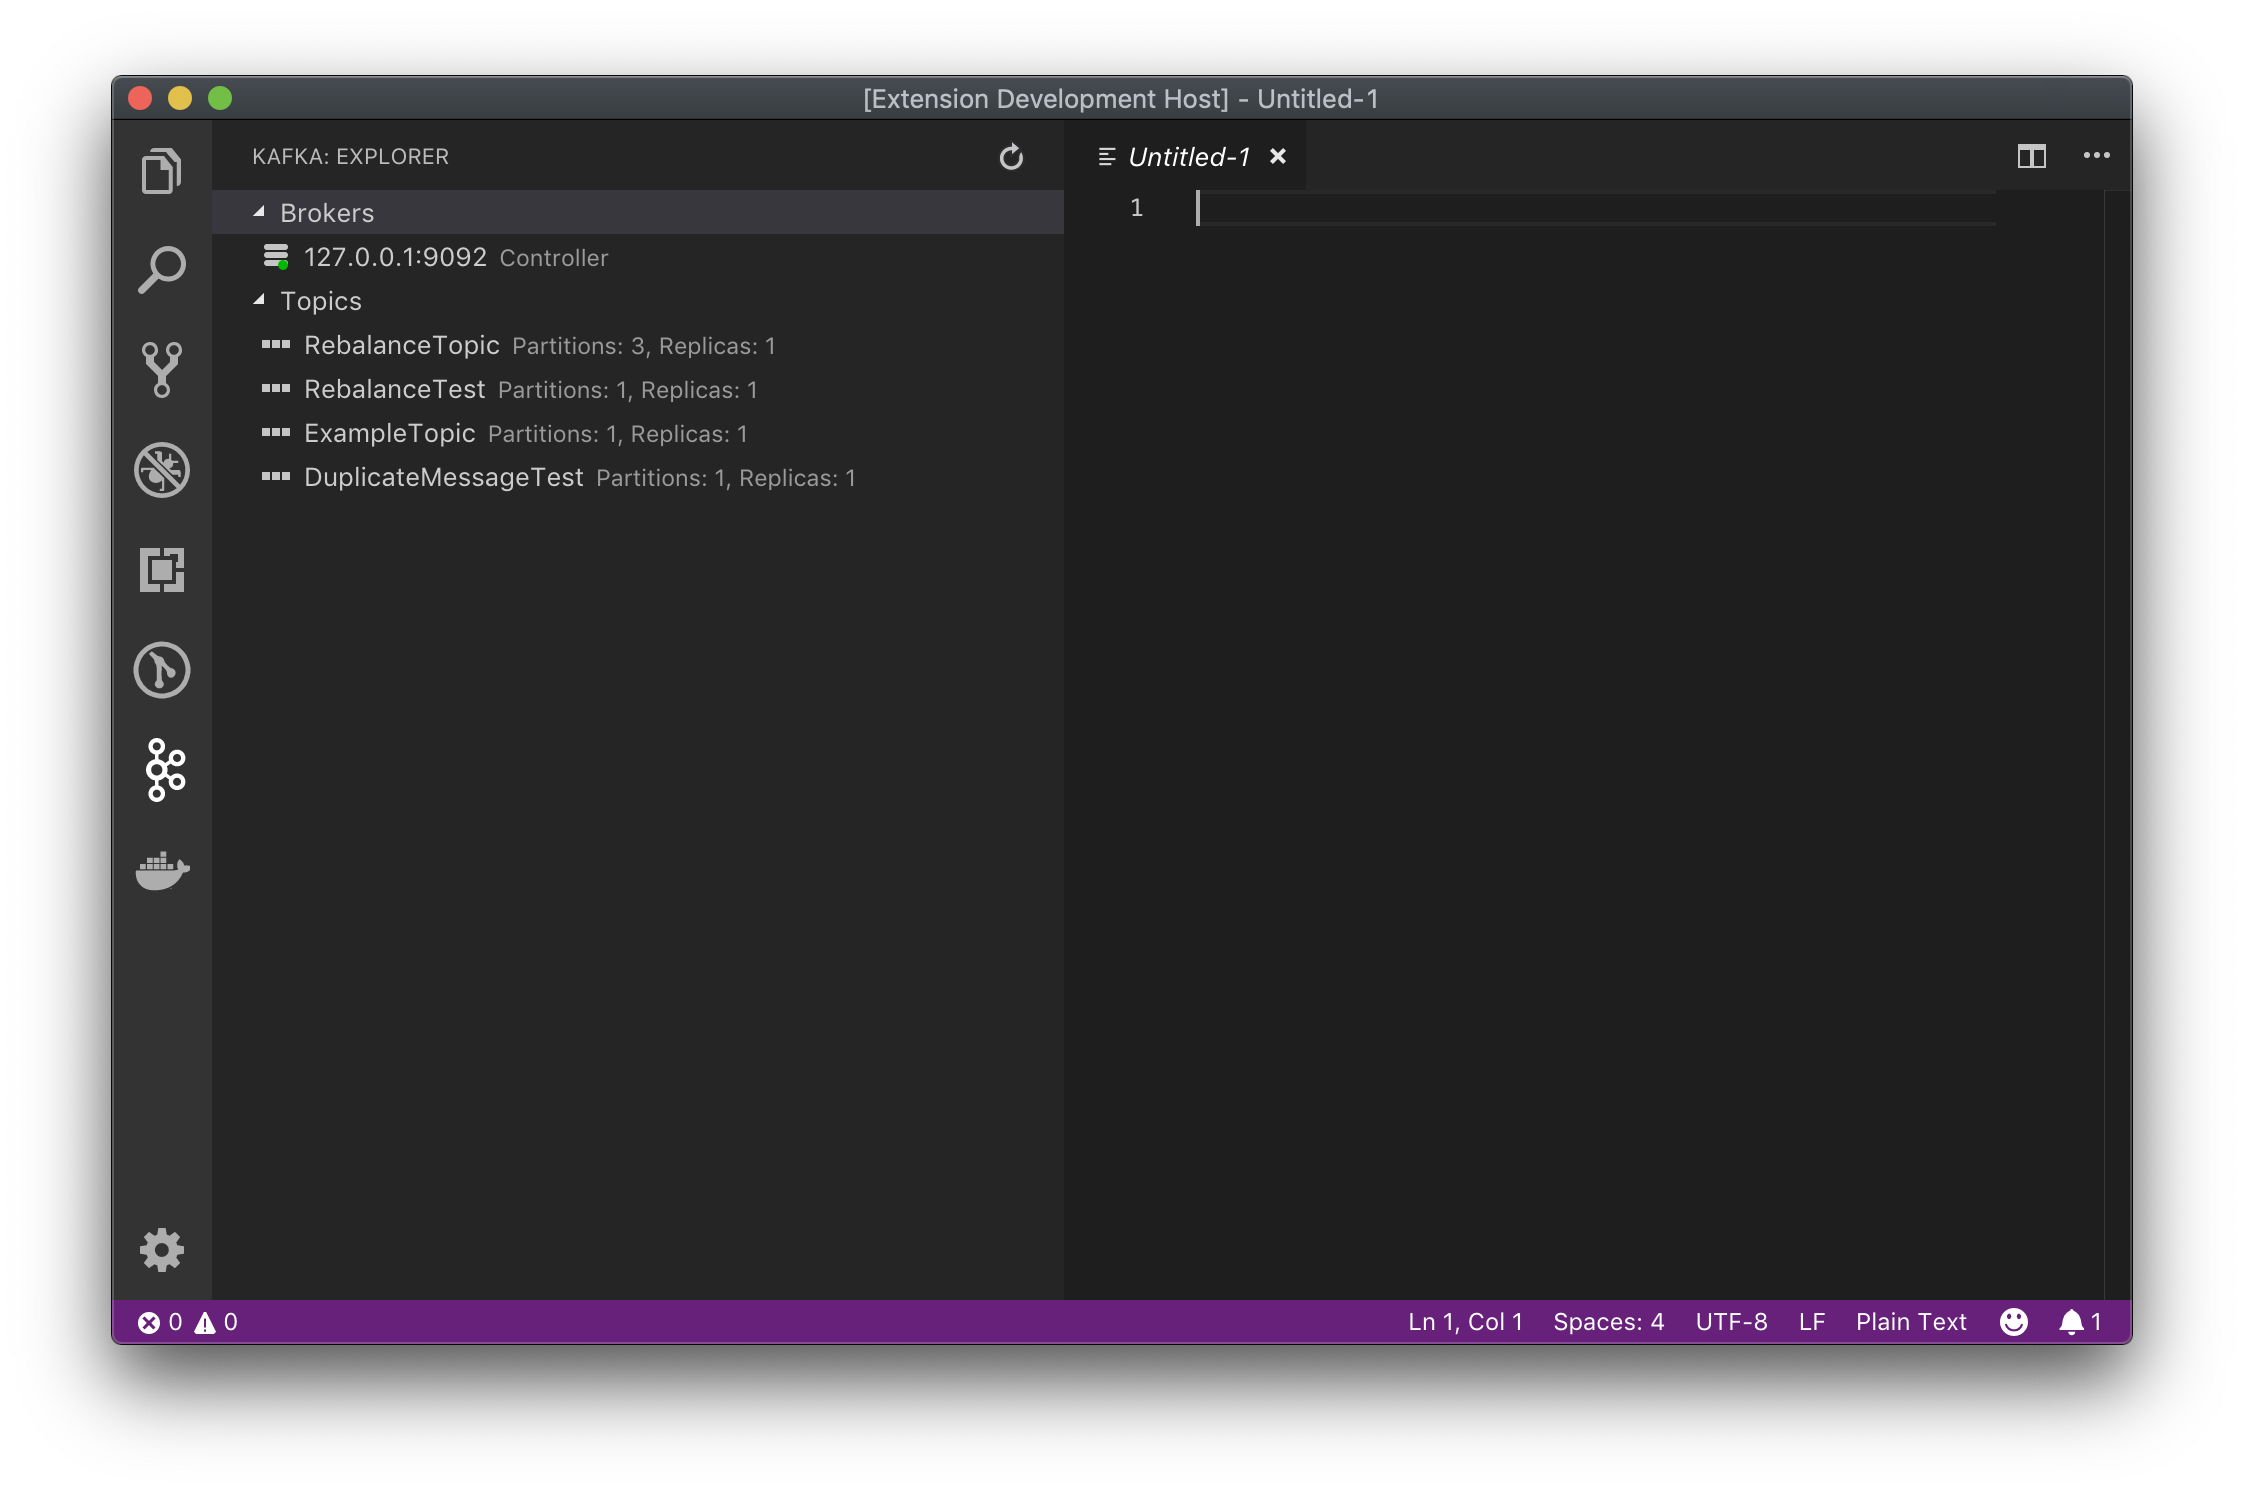 [Extension Development Host] - Untitled-1
KAFKA: EXPLORER
Untitled-1
Brokers
1
127.0.0.1:9092 Controller
Topics
RebalanceTopic Partitions: 3, Replicas: 1
RebalanceTest Partitions: 1, Replicas: 1
ExampleTopic Partitions: 1, Replicas: 1
DuplicateMessageTest Partitions: 1, Replicas: 1
0 0 Ln 1, Col 1 Spaces: 4 UTF-8 LF Plain Text 1